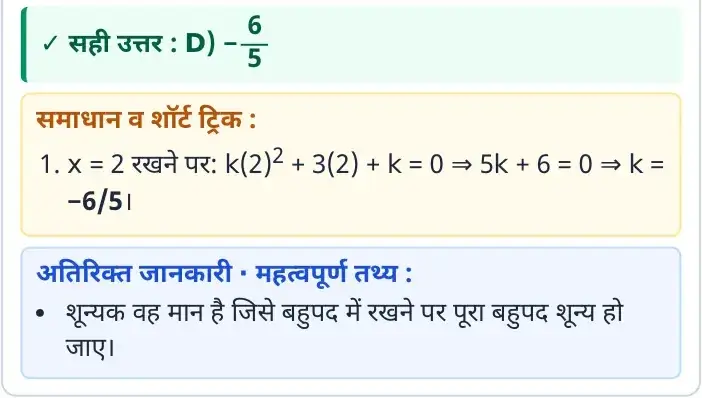 ✓ सही उत्तर : D) −6/5
समाधान व शॉर्ट ट्रिक :
1. x = 2 रखने पर: k(2)² + 3(2) + k = 0 ⇒ 5k + 6 = 0 ⇒ k =
−6/5।
अतिरिक्त जानकारी · महत्वपूर्ण तथ्य :
• शून्यक वह मान है जिसे बहुपद में रखने पर पूरा बहुपद शून्य हो
जाए।